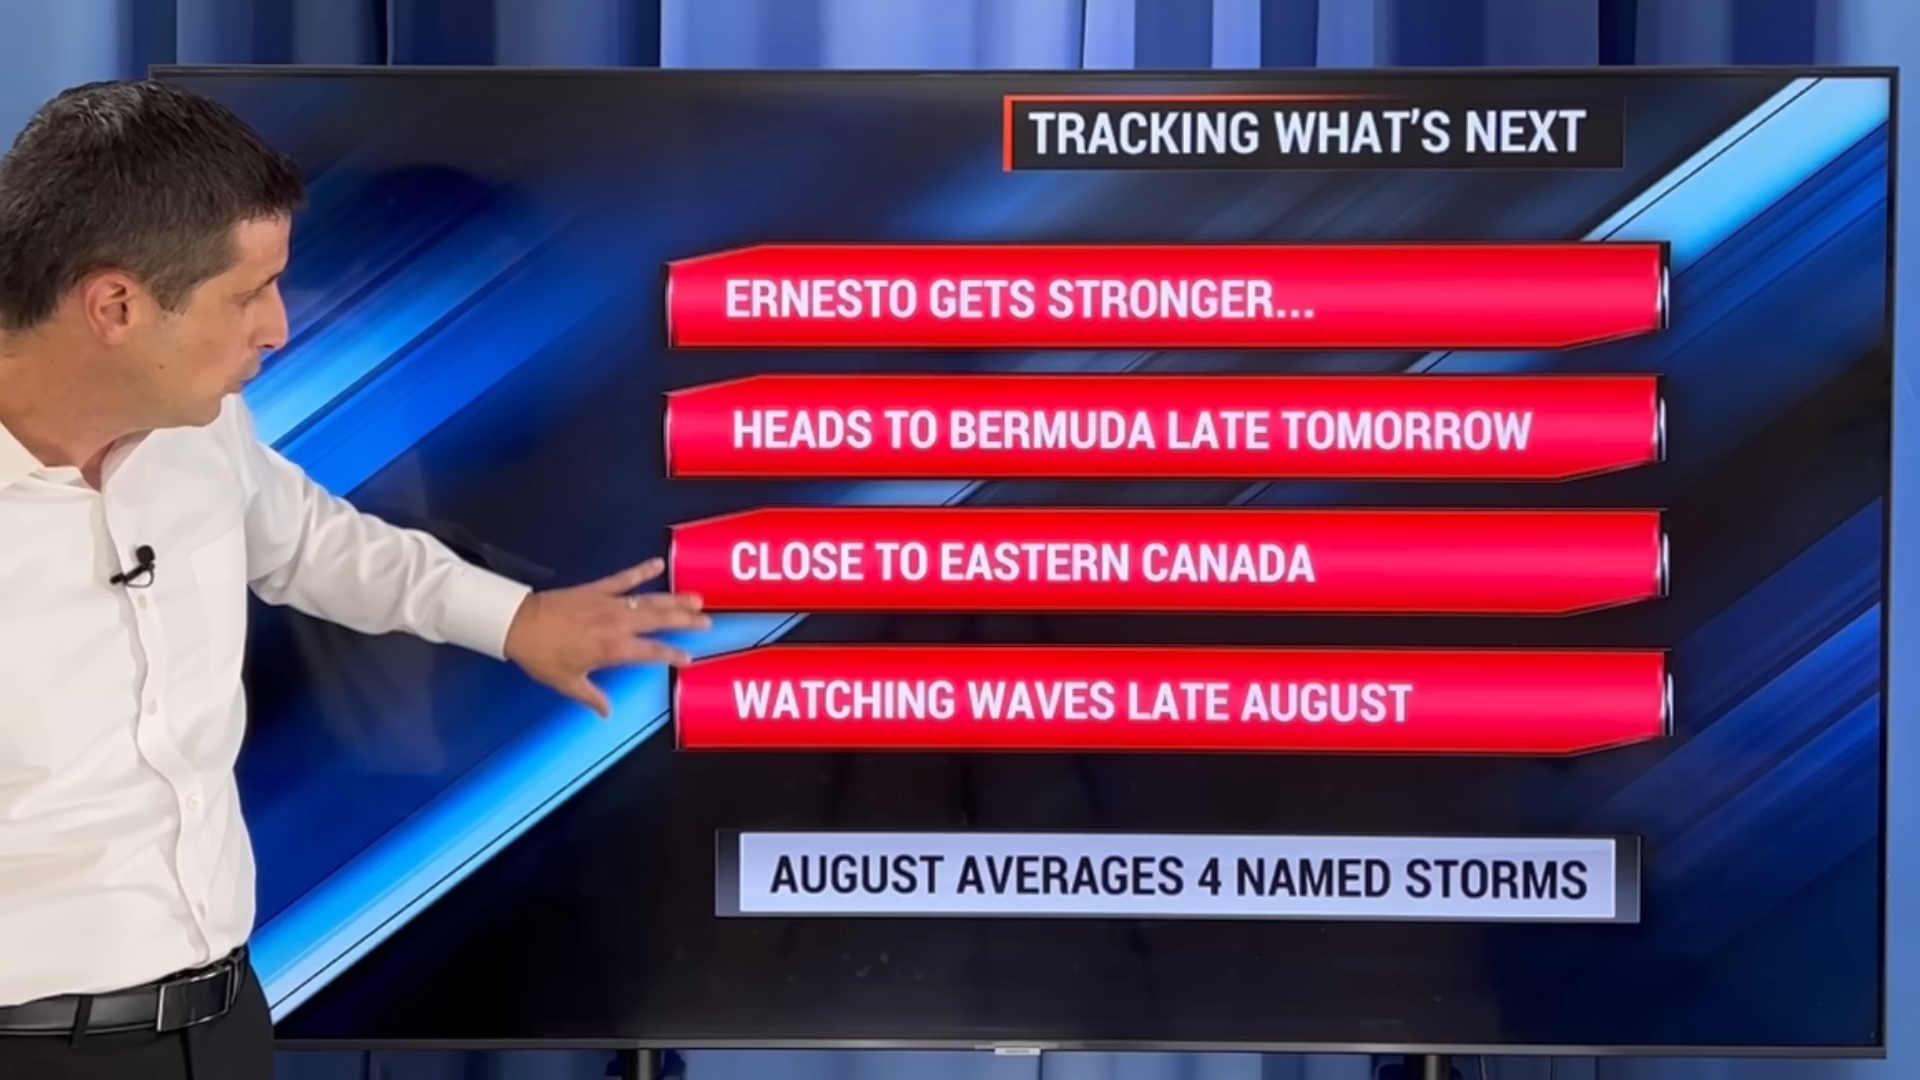 TRACKING WHAT'S NEXT
ERNESTO GETS STRONGER...
HEADS TO BERMUDA LATE TOMORROW
CLOSE TO EASTERN CANADA
WATCHING WAVES LATE AUGUST
AUGUST AVERAGES 4 NAMED STORMS